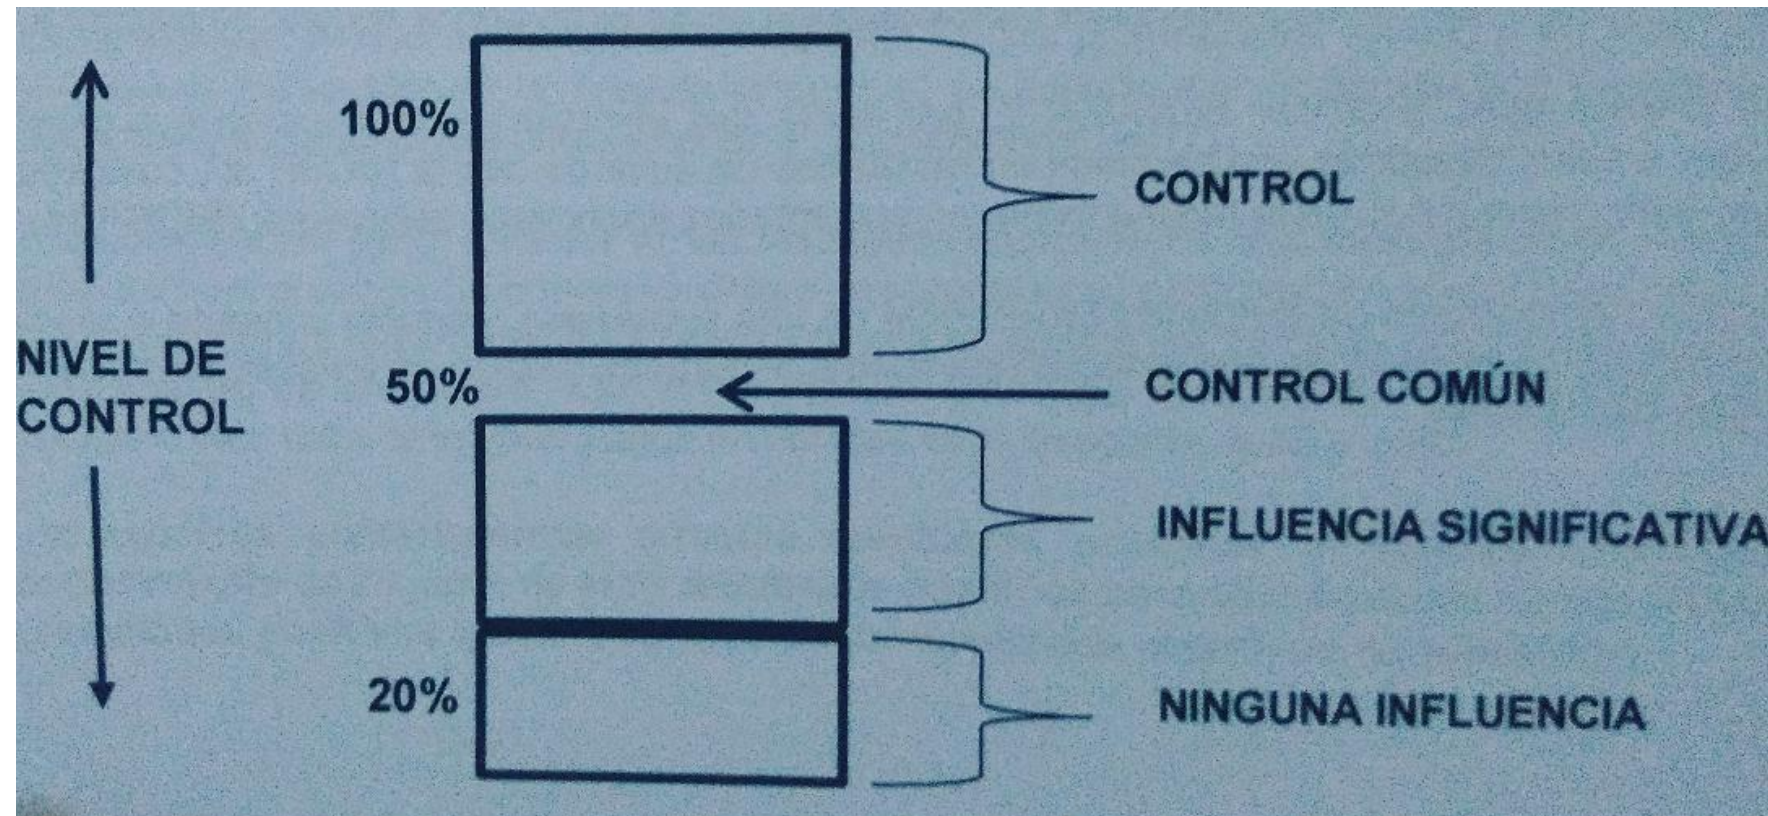 100%
CONTROL
NIVEL DE
CONTROL
50%
CONTROL COMÚN
INFLUENCIA SIGNIFICATIVA
20%
NINGUNA INFLUENCIA